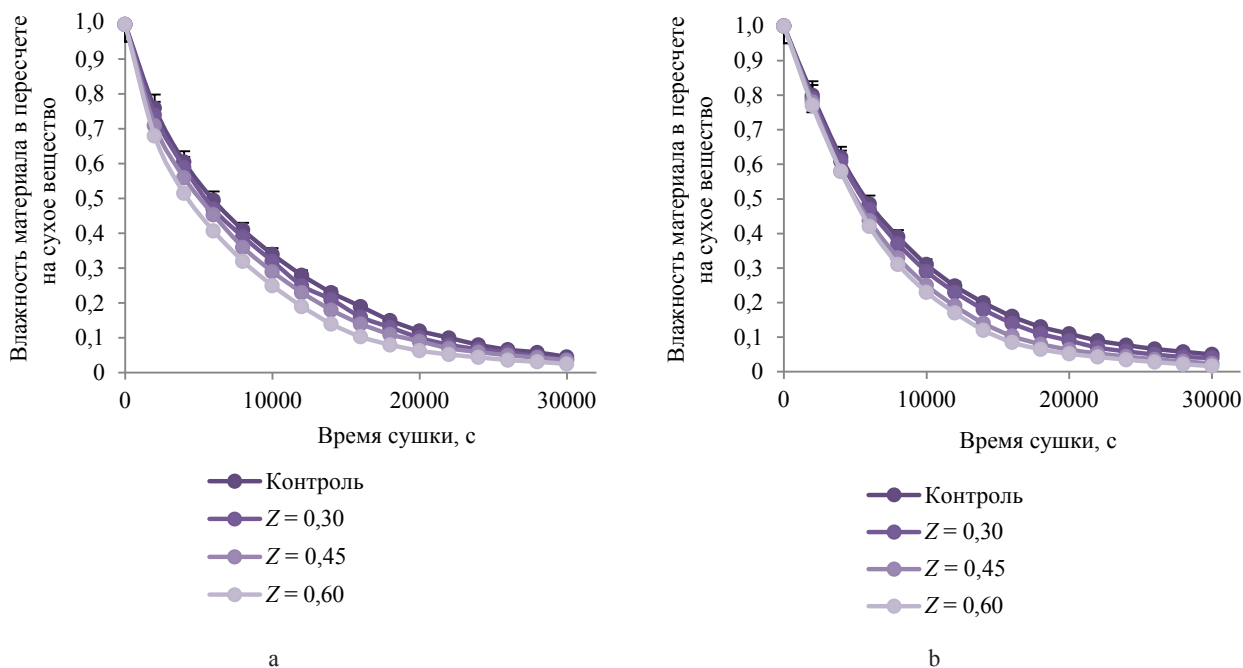 Влажность материала в пересчете
на сухое вещество
1,0
0,9
0,8
0,7
0,6
0,5
0,4
0,3
0,2
0,1
0
0
10000
20000
30000
Время сушки, с
Контроль
Z = 0,30
Z = 0,45
Z = 0,60
a
Влажность материала в пересчете
на сухое вещество
1,0
0,9
0,8
0,7
0,6
0,5
0,4
0,3
0,2
0,1
0
0
10000
20000
30000
Время сушки, с
Контроль
Z = 0,30
Z = 0,45
Z = 0,60
b